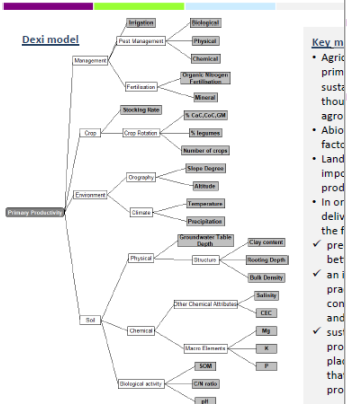 Dexi model
Irrigation
Pest Management
Biological
Physical
Chemical
Management
Fertilisation
Organic Nitrogen
Fertilisation
Mineral
Stocking Rate
Crop
Crop Rotation
% CaC,CoC,GM
% legumes
Number of crops
Orography
Slope Degree
Altitude
Environment
Climate
Temperature
Precipitation
Primary Productivity
Groundwater Table
Depth
Physical
Structure
Clay content
Rooting Depth
Bulk Density
Soil
Chemical
Other Chemical Attributes
Salinity
CEC
Macro Elements
Mg
K
P
Biological activity
SOM
C/N ratio
pH
Key m
• Agric
prim
susta
thou
agro
• Abio
facto
• Land
impo
prod
• In or
deliv
the f
✓ pre
bett
✓ an i
prac
con
and
✓ sust
pro
plac
that
pro